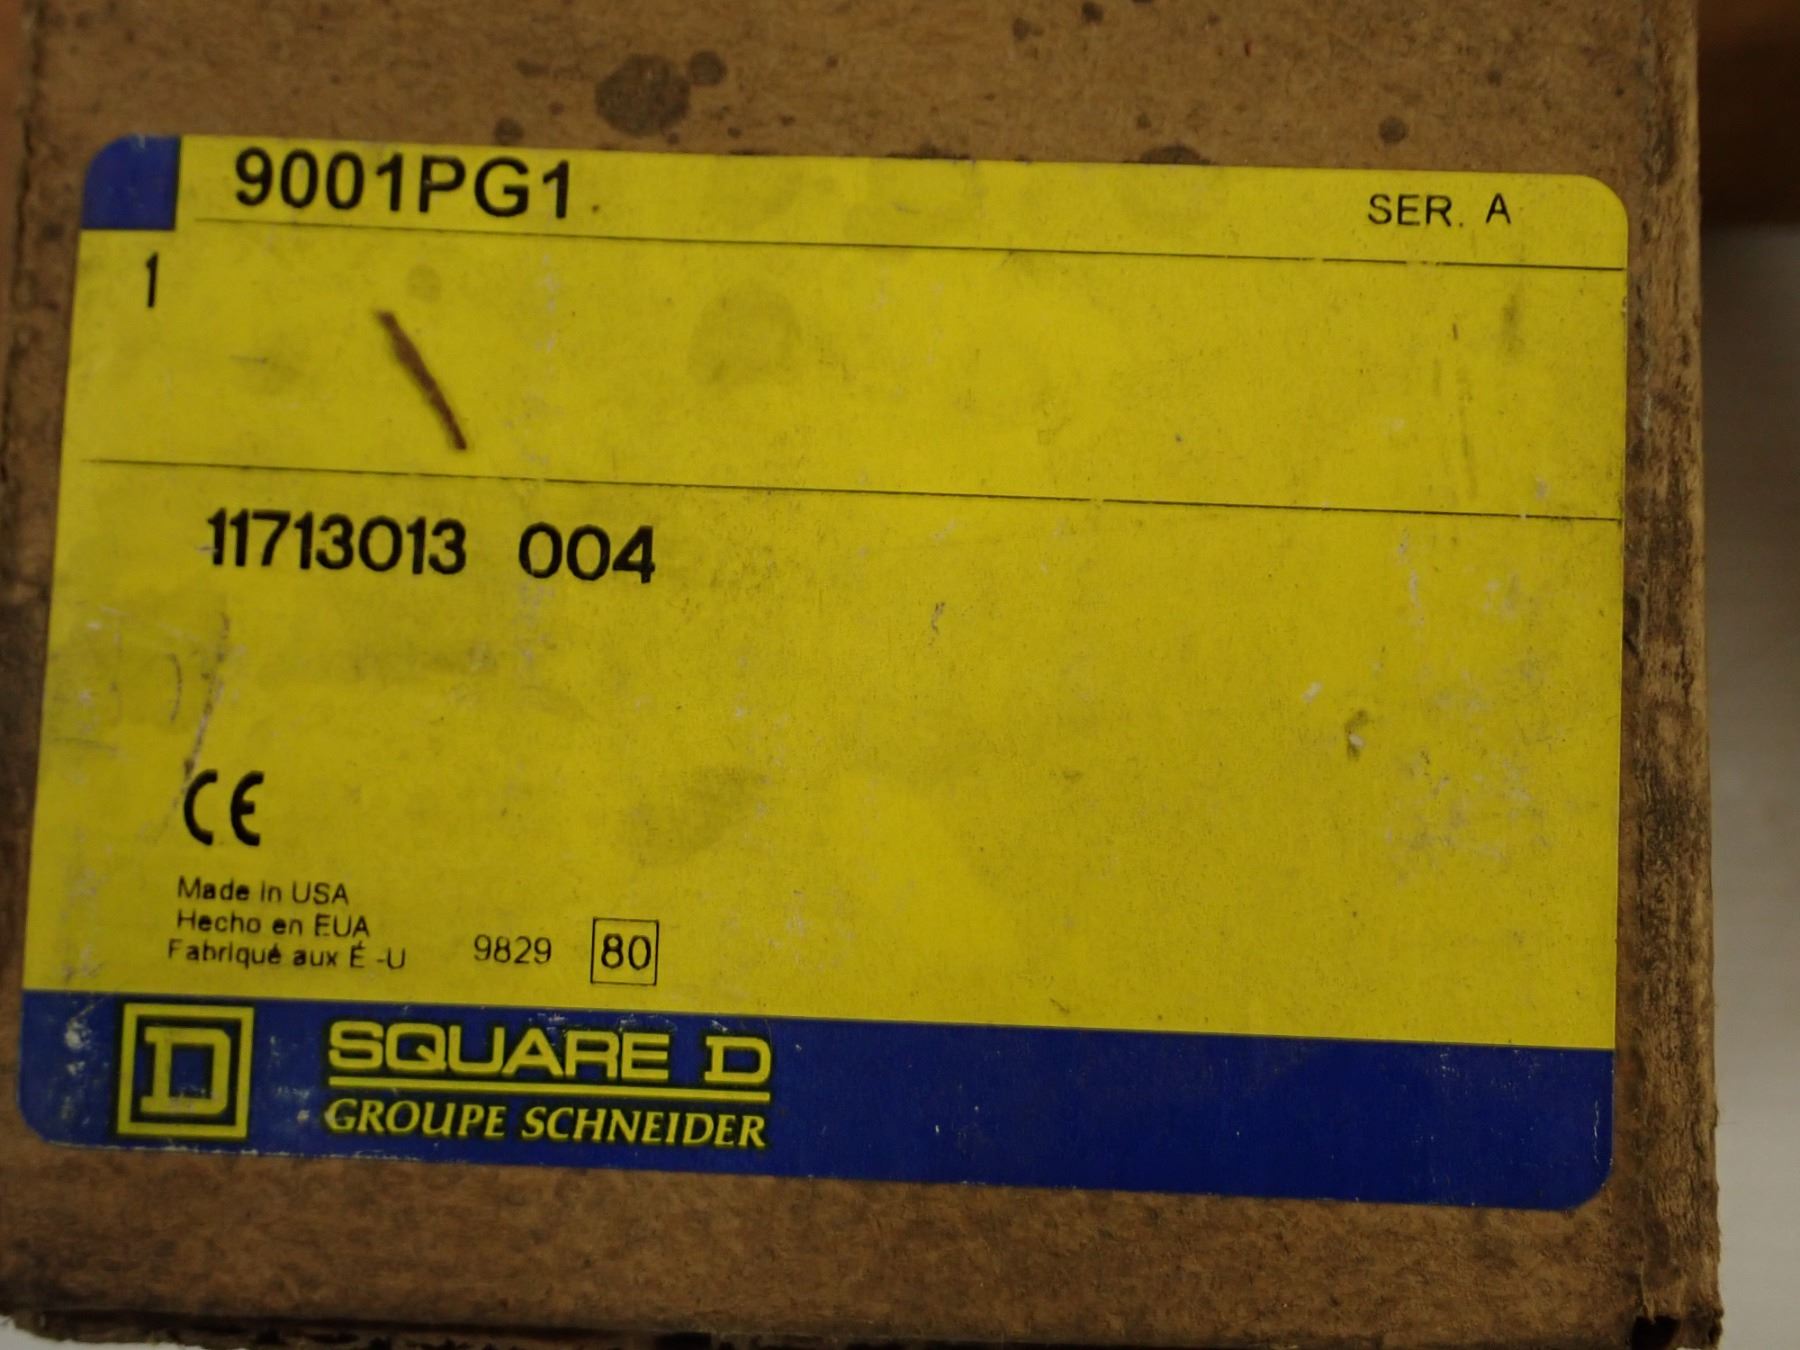 9001PG1
SER. A
1
11713013 004
CE
Made in USA
Hecho en EUA
Fabriqué aux É -U
9829
80
D
SQUARE D
GROUPE SCHNEIDER